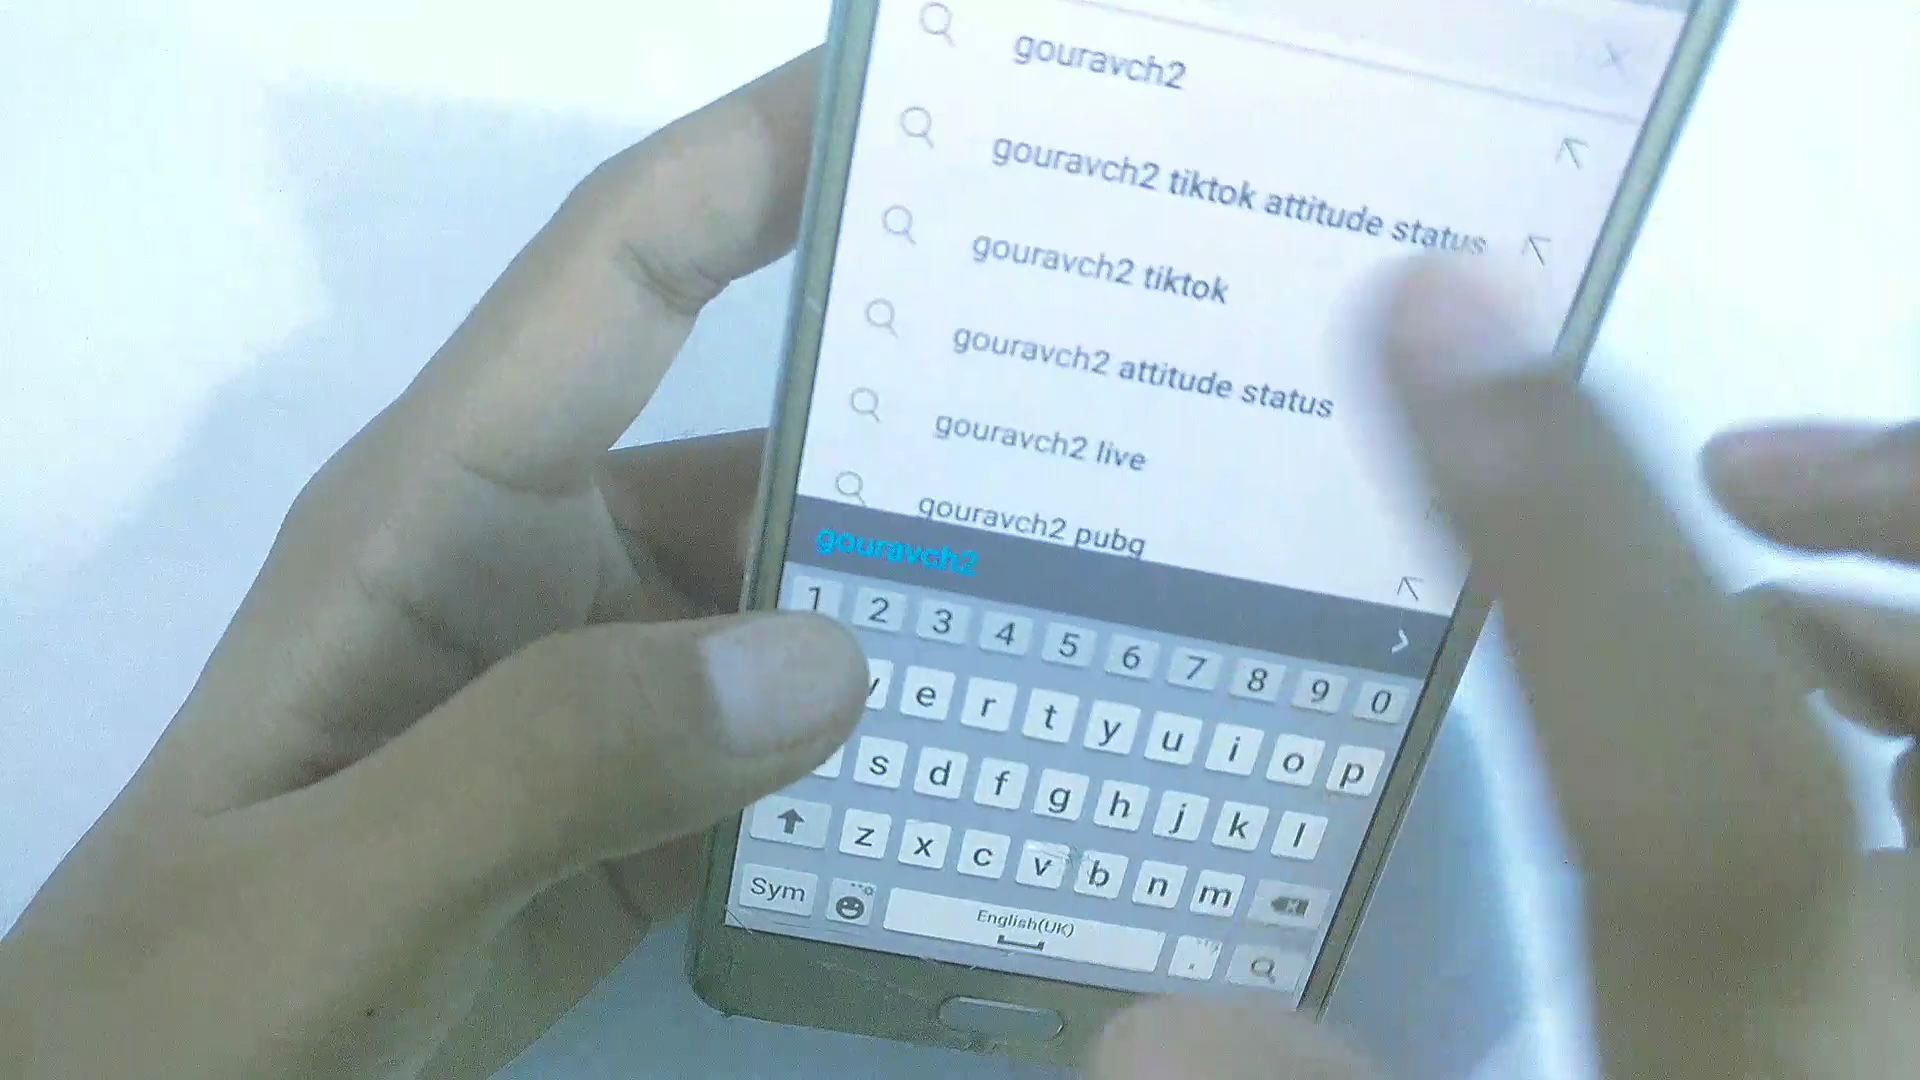 gouravch2
gouravch2 tiktok attitude status
gouravch2 tiktok
gouravch2 attitude status
gouravch2 live
gouravch2 pubg
gouravch2
1 2 3 4 5 6 7 8 9 0
e r t y u i o p
s d f g h j k l
z x c v b n m
Sym English(UK) .